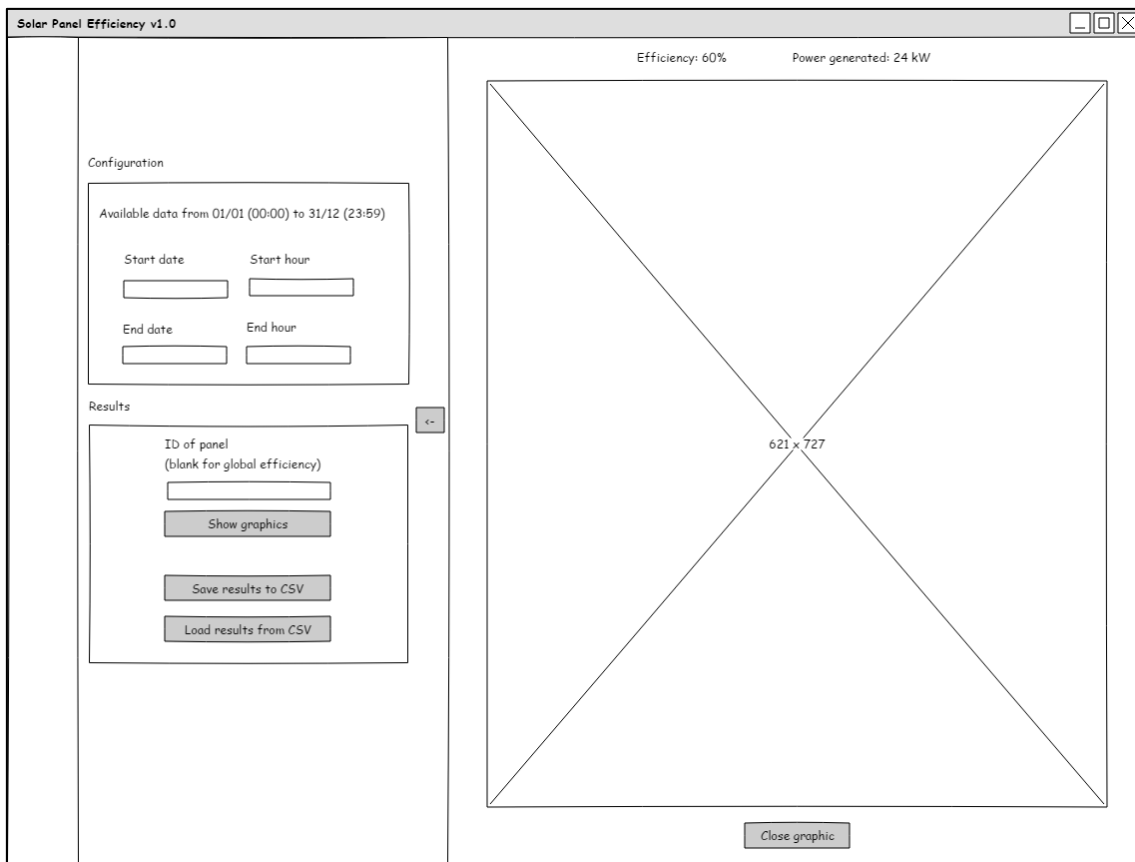 Solar Panel Efficiency v1.0
Efficiency: 60% Power generated: 24 kW
Configuration
Available data from 01/01 (00:00) to 31/12 (23:59)
Start date Start hour
End date End hour
Results
<-
ID of panel
(blank for global efficiency)
Show graphics
Save results to CSV
Load results from CSV
621 x 727
Close graphic